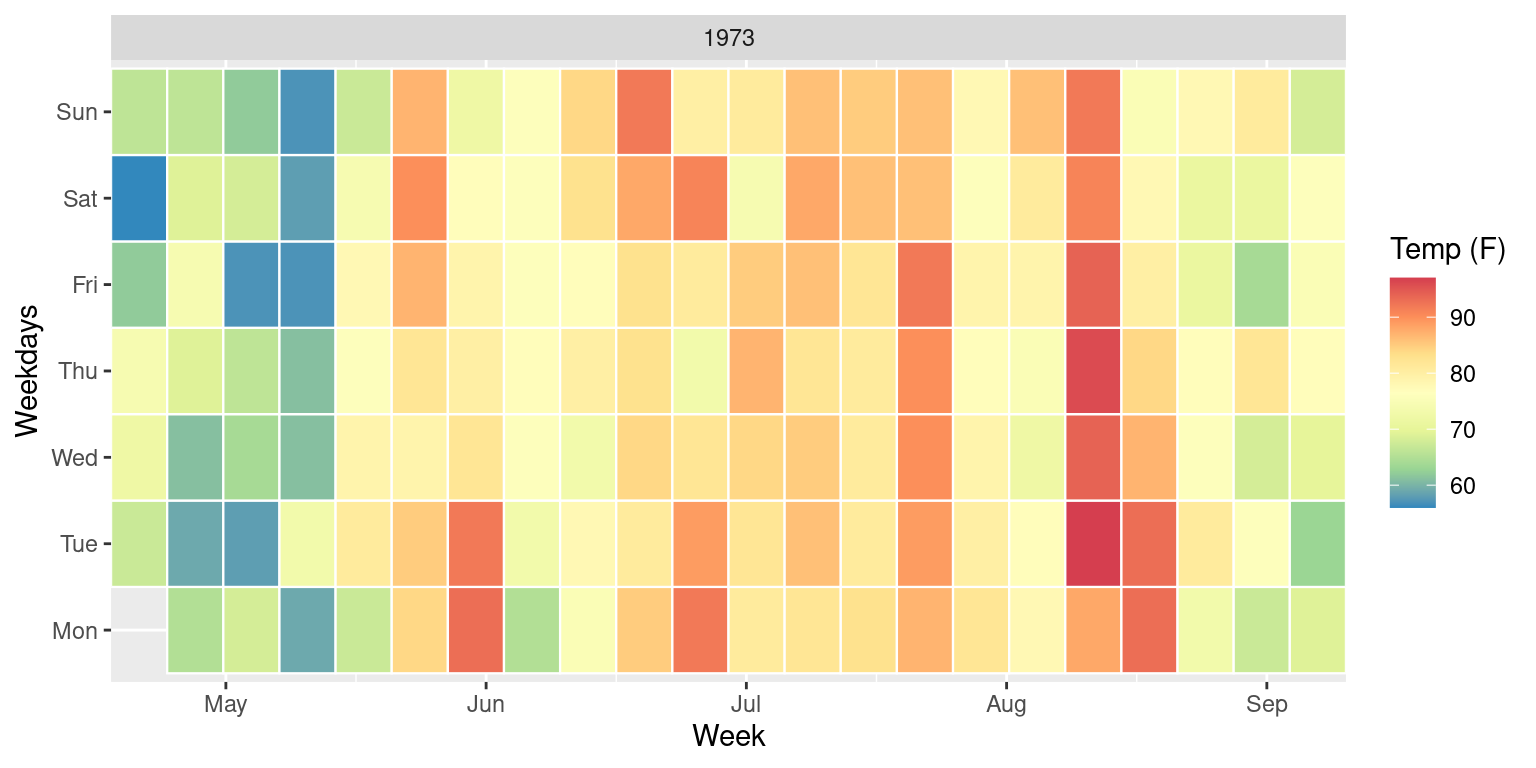 1973
Sun
Sat
Fri
Thu
Wed
Tue
Mon
Weekdays
May Jun Jul Aug Sep
Week
Temp (F)
90
80
70
60